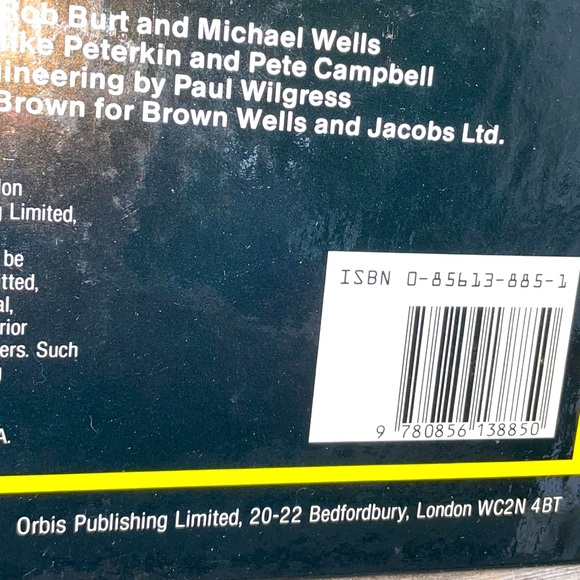 Rob Burt and Michael Wells
Mike Peterkin and Pete Campbell
ineering by Paul Wilgress
Brown for Brown Wells and Jacobs Ltd.
on
Limited,
be
tted,
al,
rior
ers. Such
A.
ISBN 0-85613-885-1
9 780856 138850
Orbis Publishing Limited, 20-22 Bedfordbury, London WC2N 4BT